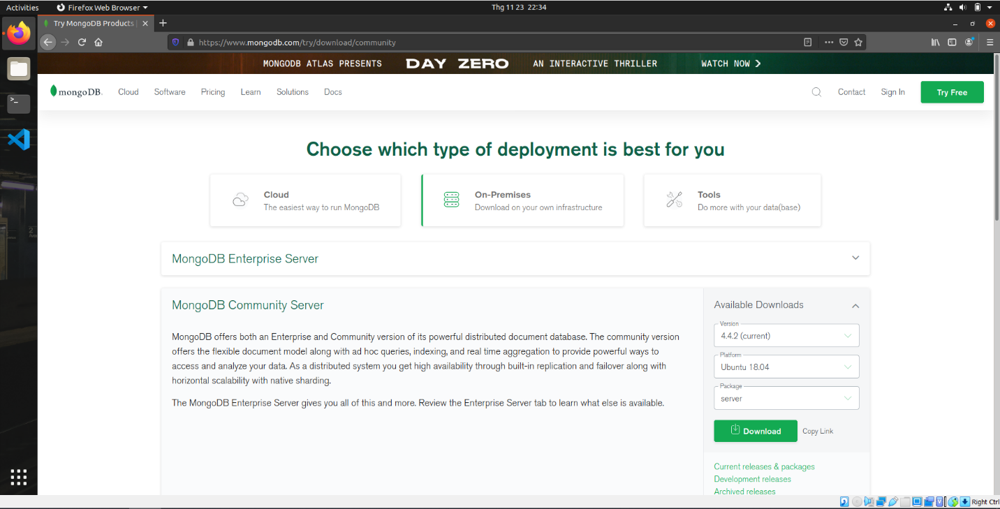 Activities Firefox Web Browser Thg 11 23 22:34
Try MongoDB Products
https://www.mongodb.com/try/download/community
MONGODB ATLAS PRESENTS DAY ZERO AN INTERACTIVE THRILLER WATCH NOW
mongoDB. Cloud Software Pricing Learn Solutions Docs Contact Sign In Try Free
Choose which type of deployment is best for you
Cloud
The easiest way to run MongoDB
On-Premises
Download on your own infrastructure
Tools
Do more with your data(base)
MongoDB Enterprise Server
MongoDB Community Server
MongoDB offers both an Enterprise and Community version of its powerful distributed document database. The community version
offers the flexible document model along with ad hoc queries, indexing, and real time aggregation to provide powerful ways to
access and analyze your data. As a distributed system you get high availability through built-in replication and failover along with
horizontal scalability with native sharding.
The MongoDB Enterprise Server gives you all of this and more. Review the Enterprise Server tab to learn what else is available.
Available Downloads
Version
4.4.2 (current)
Platform
Ubuntu 18.04
Package
server
Download Copy Link
Current releases & packages
Development releases
Archived releases
Right Ctrl